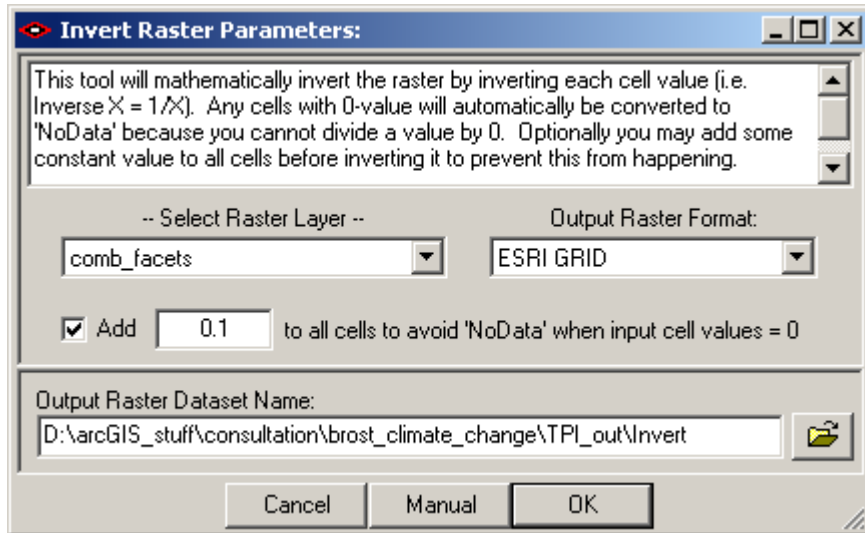 Invert Raster Parameters:
This tool will mathematically invert the raster by inverting each cell value (i.e.
Inverse X = 1/X). Any cells with 0-value will automatically be converted to
'NoData' because you cannot divide a value by 0. Optionally you may add some
constant value to all cells before inverting it to prevent this from happening.
-- Select Raster Layer --
Output Raster Format:
comb_facets
ESRI GRID
Add 0.1 to all cells to avoid 'NoData' when input cell values = 0
Output Raster Dataset Name:
D:\arcGIS_stuff\consultation\brost_climate_change\TPI_out\Invert
Cancel
Manual
OK